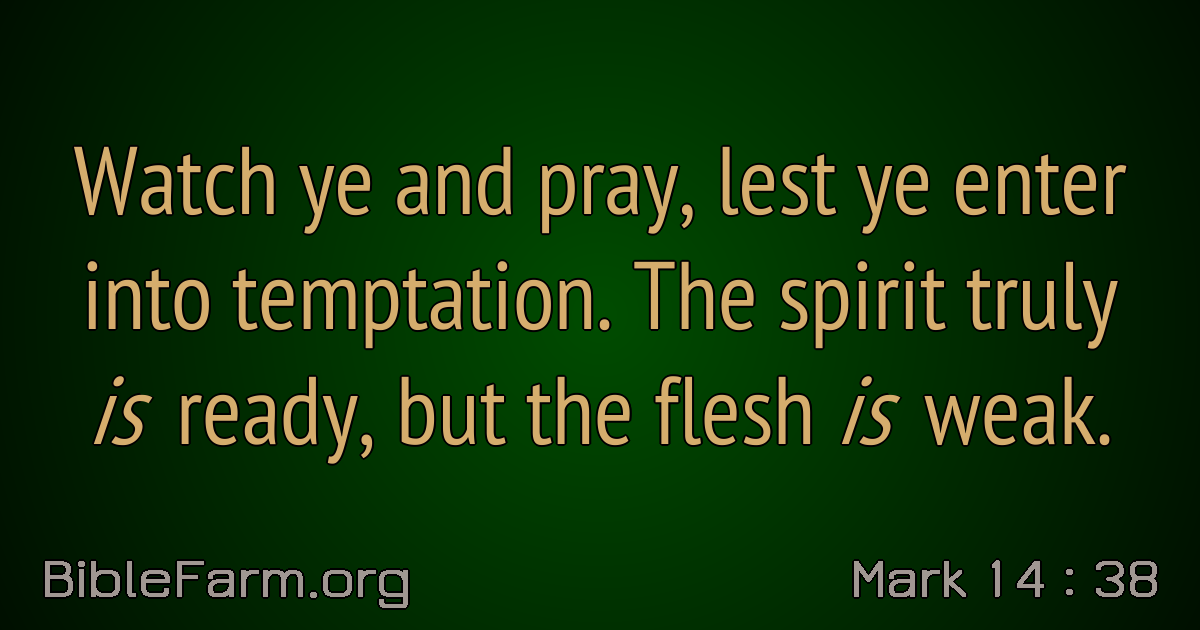 Watch ye and pray, lest ye enter
into temptation. The spirit truly
is ready, but the flesh is weak.
BibleFarm.org
Mark 14 : 38